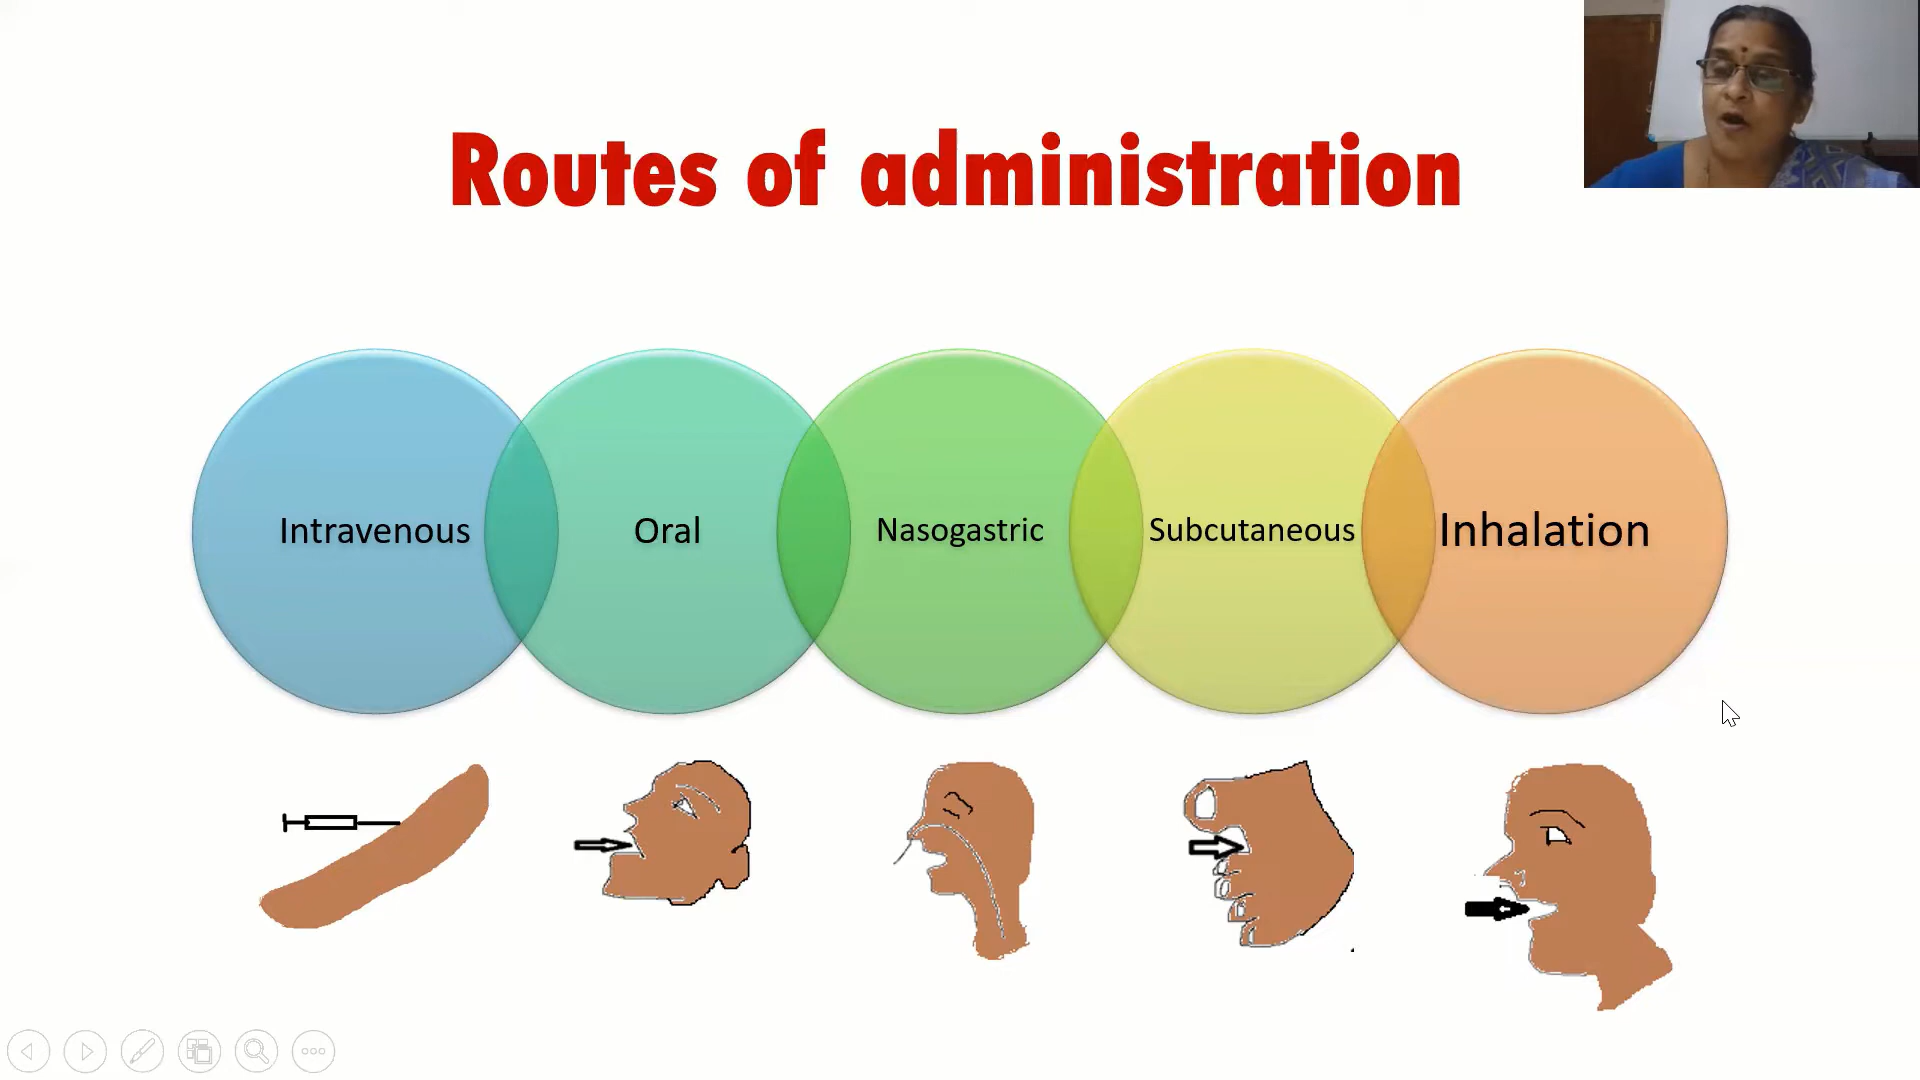 Routes of administration
Intravenous
Oral
Nasogastric
Subcutaneous
Inhalation